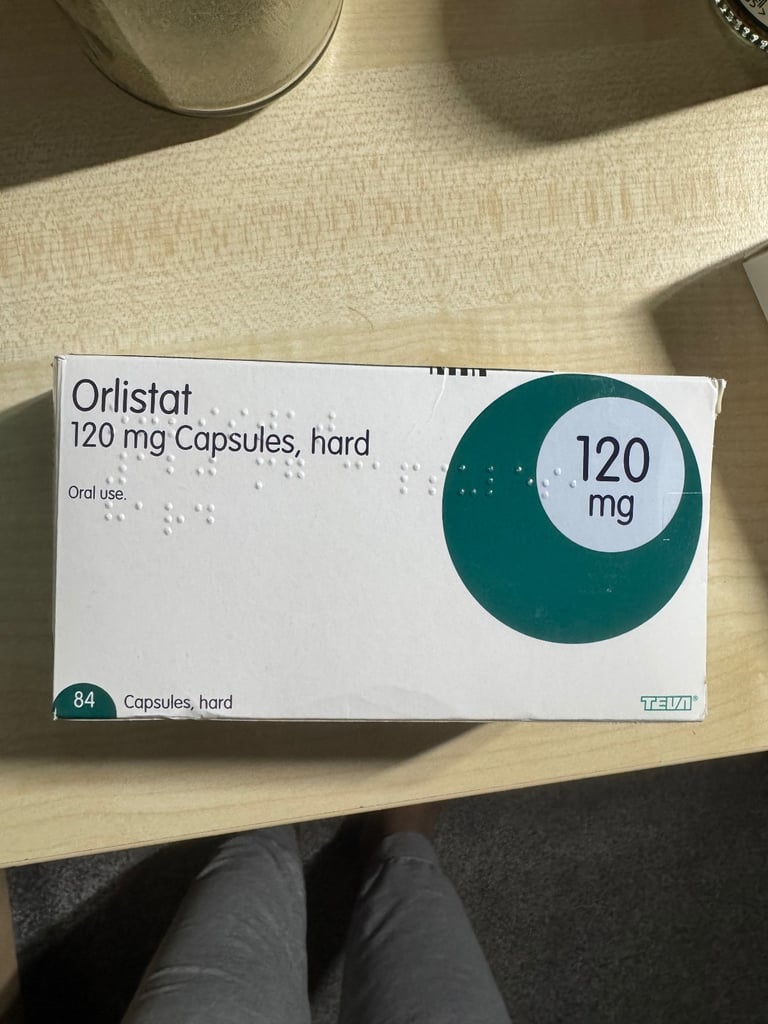 Orlistat
120 mg Capsules, hard
Oral use.
120
mg
84 Capsules, hard
TEVA®